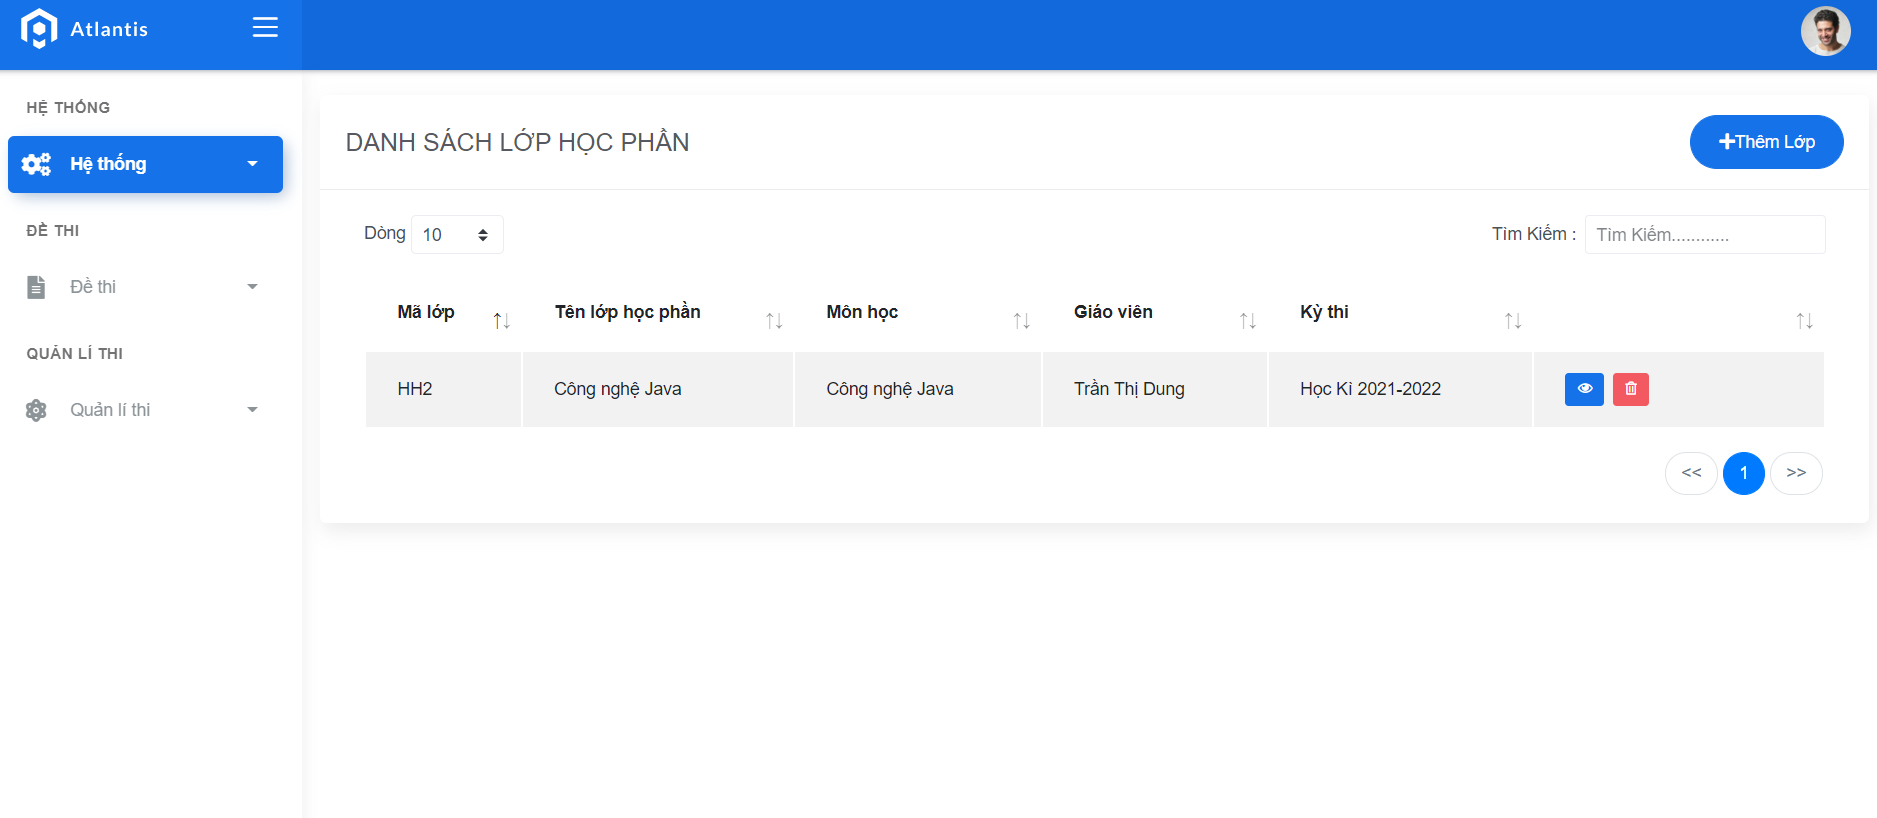 Atlantis
HỆ THỐNG
Hệ thống
ĐỀ THI
Đề thi
QUẢN LÍ THI
Quản lí thi
DANH SÁCH LỚP HỌC PHẦN
Thêm Lớp
Dòng 10
Tìm Kiếm : Tìm Kiếm............
Mã lớp Tên lớp học phần Môn học Giáo viên Kỳ thi
HH2 Công nghệ Java Công nghệ Java Trần Thị Dung Học Kì 2021-2022
<< 1 >>